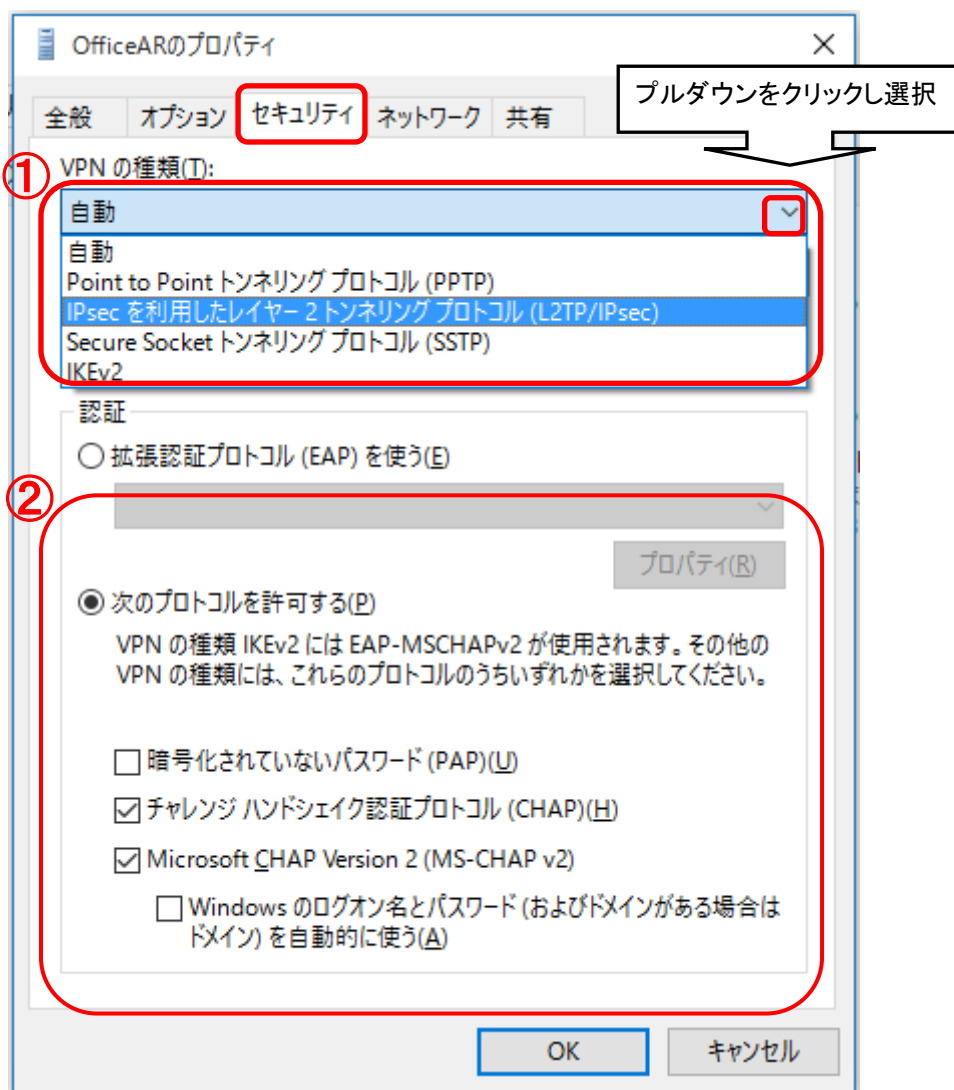 OfficeARのプロパティ
プルダウンをクリックし選択
全般 オプション セキュリティ ネットワーク 共有
① VPN の種類(T):
自動
自動
Point to Point トンネリング プロトコル (PPTP)
IPsec を利用したレイヤー 2 トンネリング プロトコル (L2TP/IPsec)
Secure Socket トンネリング プロトコル (SSTP)
IKEv2
認証
拡張認証プロトコル (EAP) を使う(E)
②
プロパティ(R)
次のプロトコルを許可する(P)
VPN の種類 IKEv2 には EAP-MSCHAPv2 が使用されます。その他の
VPN の種類には、これらのプロトコルのうちいずれかを選択してください。
暗号化されていないパスワード (PAP)(U)
チャレンジ ハンドシェイク認証プロトコル (CHAP)(H)
Microsoft CHAP Version 2 (MS-CHAP v2)
Windows のログオン名とパスワード (およびドメインがある場合は
ドメイン) を自動的に使う(A)
OK キャンセル